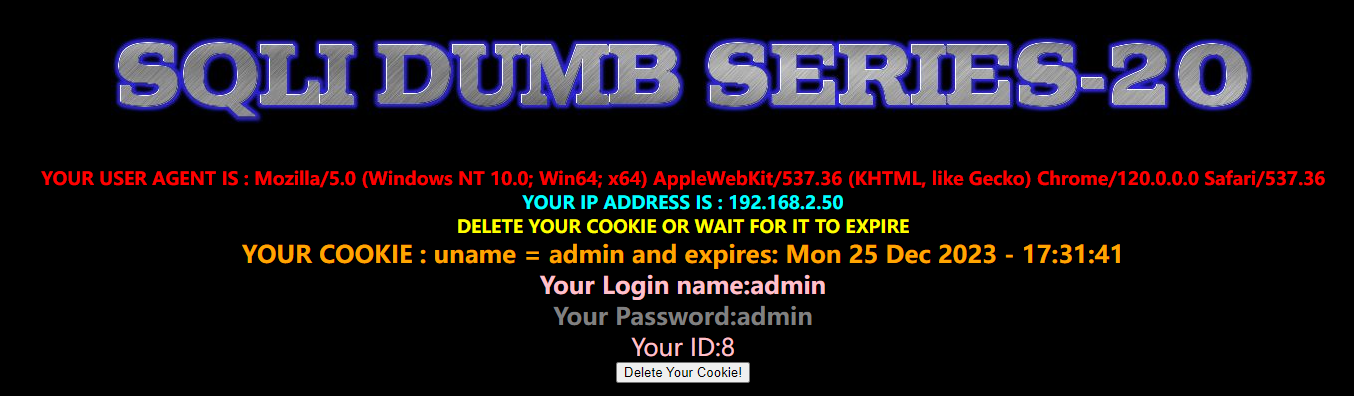 SQLI DUMB SERIES-20
YOUR USER AGENT IS : Mozilla/5.0 (Windows NT 10.0; Win64; x64) AppleWebKit/537.36 (KHTML, like Gecko) Chrome/120.0.0.0 Safari/537.36
YOUR IP ADDRESS IS : 192.168.2.50
DELETE YOUR COOKIE OR WAIT FOR IT TO EXPIRE
YOUR COOKIE : uname = admin and expires: Mon 25 Dec 2023 - 17:31:41
Your Login name:admin
Your Password:admin
Your ID:8
Delete Your Cookie!